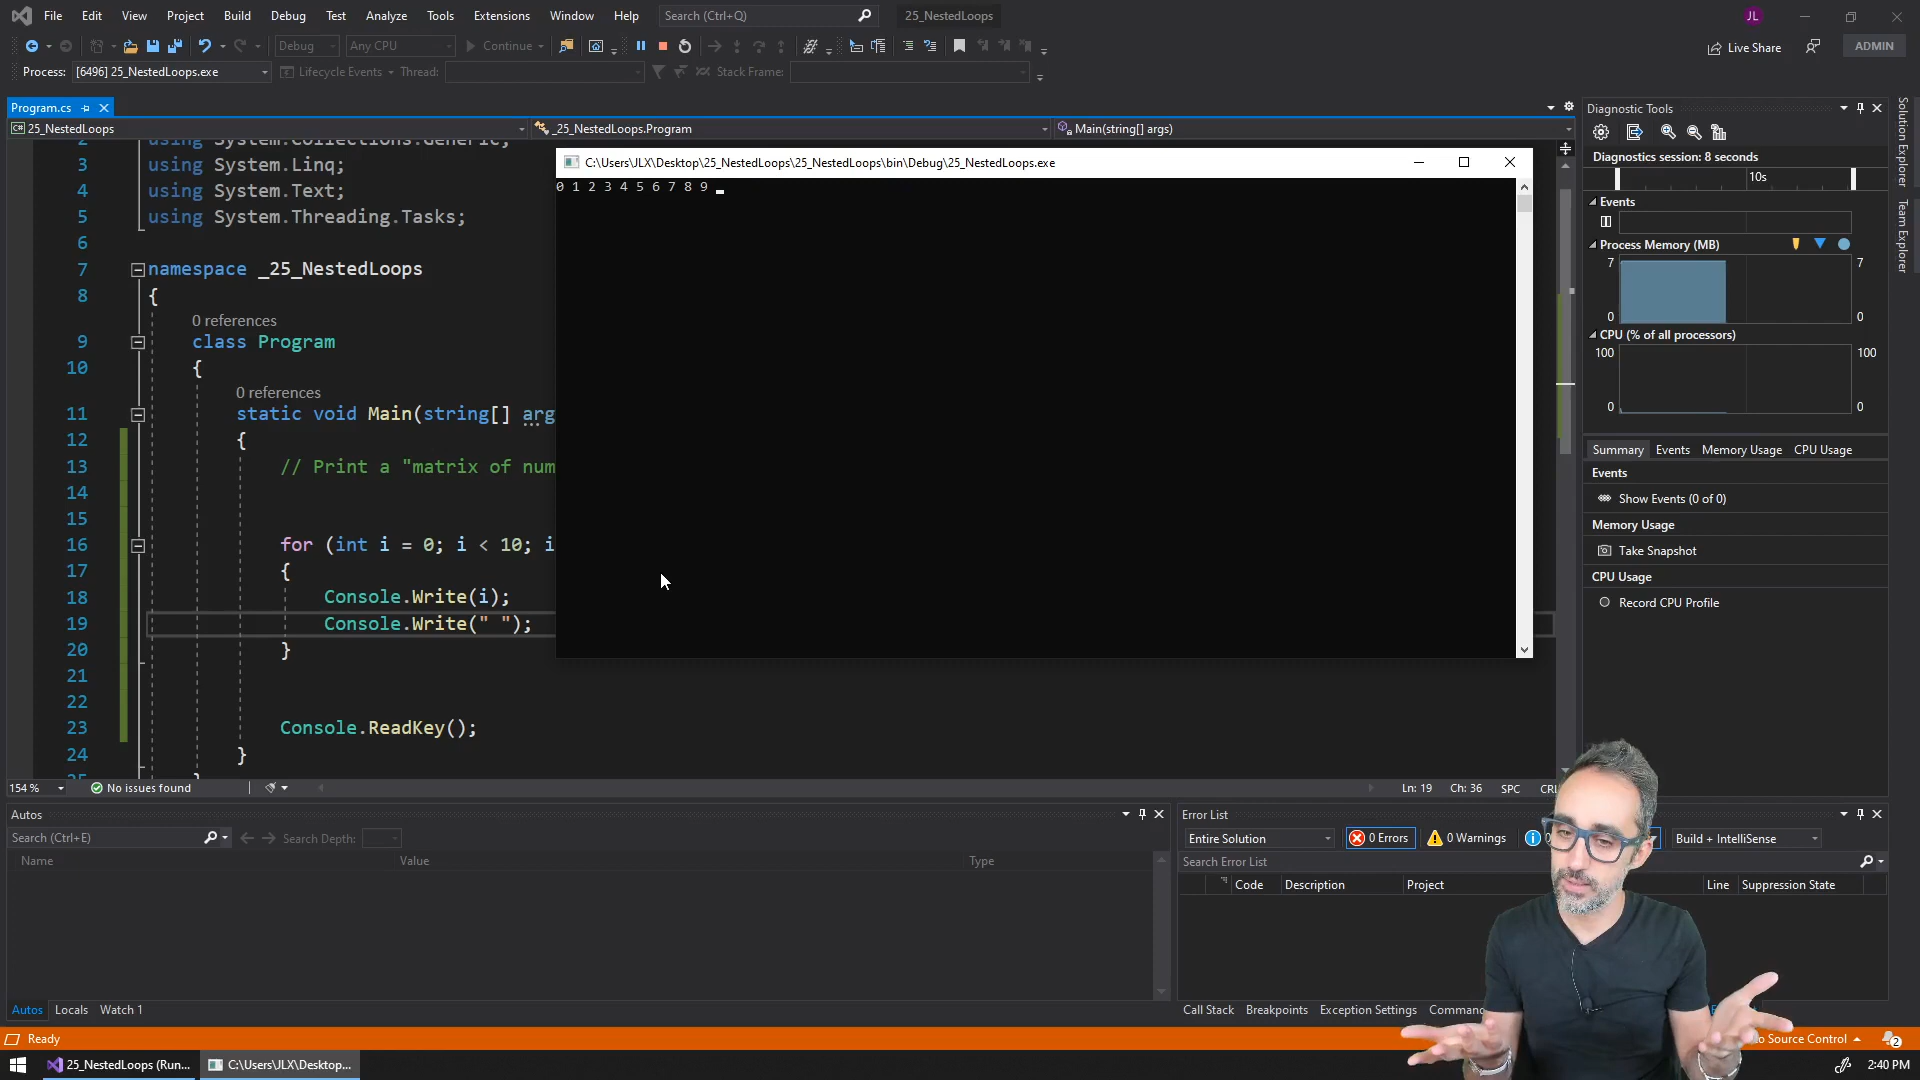 File Edit View Project Build Debug Test Analyze Tools Extensions Window Help Search (Ctrl+Q) 25_NestedLoops JL
Debug Any CPU Continue Live Share ADMIN
Process: [6496] 25_NestedLoops.exe Lifecycle Events Thread: Stack Frame:
Program.cs
25_NestedLoops _25_NestedLoops.Program Main(string[] args)
3 using System.Linq;
4 using System.Text;
5 using System.Threading.Tasks;
6
7 namespace _25_NestedLoops
8 {
0 references
9 class Program
10 {
0 references
11 static void Main(string[] arg
12 {
13 // Print a "matrix of num
14
15
16 for (int i = 0; i < 10; i
17 {
18 Console.Write(i);
19 Console.Write(" ");
20 }
21
22
23 Console.ReadKey();
24 }
C:\Users\JLX\Desktop\25_NestedLoops\25_NestedLoops\bin\Debug\25_NestedLoops.exe
0 1 2 3 4 5 6 7 8 9
Diagnostic Tools
Diagnostics session: 8 seconds
10s
Events
Process Memory (MB)
7 7
0 0
CPU (% of all processors)
100 100
0 0
Summary Events Memory Usage CPU Usage
Events
Show Events (0 of 0)
Memory Usage
Take Snapshot
CPU Usage
Record CPU Profile
Solution Explorer
Team Explorer
154 % No issues found Ln: 19 Ch: 36 SPC
Autos
Search (Ctrl+E) Search Depth:
Name Value Type
Autos Locals Watch 1
Error List
Entire Solution 0 Errors 0 Warnings 0 Build + IntelliSense
Search Error List
Code Description Project Line Suppression State
Call Stack Breakpoints Exception Settings
Ready Source Control 2
25_NestedLoops (Run... C:\Users\JLX\Desktop... 2:40 PM